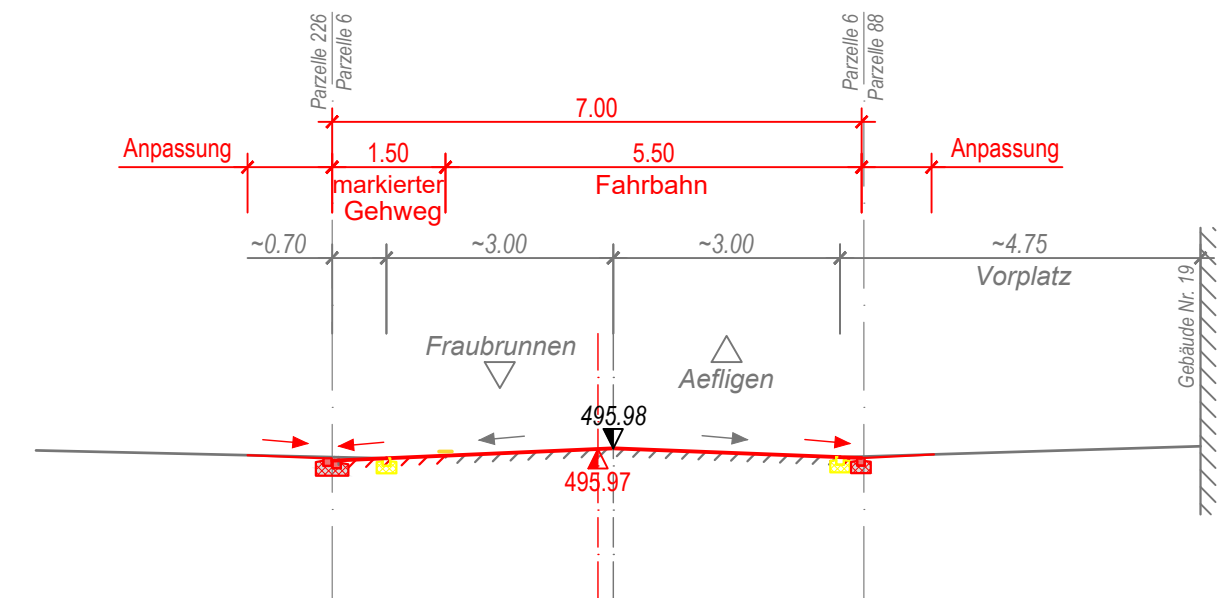 Parzelle 226
Parzelle 6
Parzelle 6
Parzelle 88
7.00
Anpassung
1.50
5.50
Anpassung
markierter
Gehweg
Fahrbahn
~0.70
~3.00
~3.00
~4.75
Vorplatz
Gebäude Nr. 19
Fraubrunnen
Aefligen
495.98
495.97